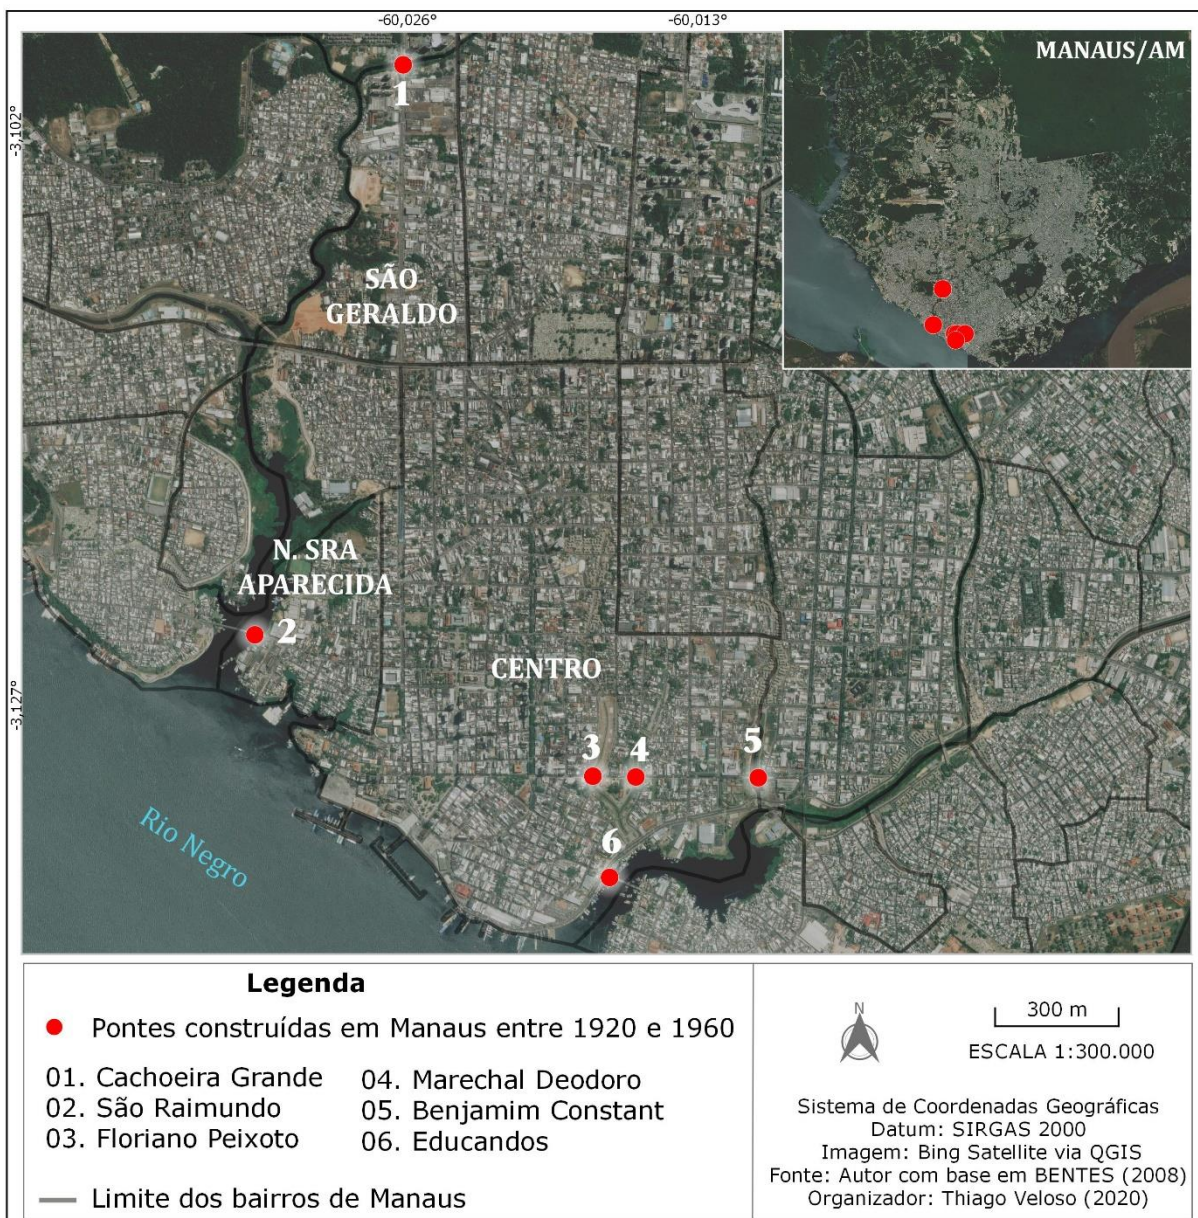 -60,026°
-60,013°
MANAUS/AM
-3,102°
1
SÃO
GERALDO
N. SRA
APARECIDA
2
CENTRO
-3,127°
3
4
5
6
Rio Negro
Legenda
Pontes construídas em Manaus entre 1920 e 1960
01. Cachoeira Grande
02. São Raimundo
03. Floriano Peixoto
04. Marechal Deodoro
05. Benjamim Constant
06. Educandos
Limite dos bairros de Manaus
N
300 m
ESCALA 1:300.000
Sistema de Coordenadas Geográficas
Datum: SIRGAS 2000
Imagem: Bing Satellite via QGIS
Fonte: Autor com base em BENTES (2008)
Organizador: Thiago Veloso (2020)